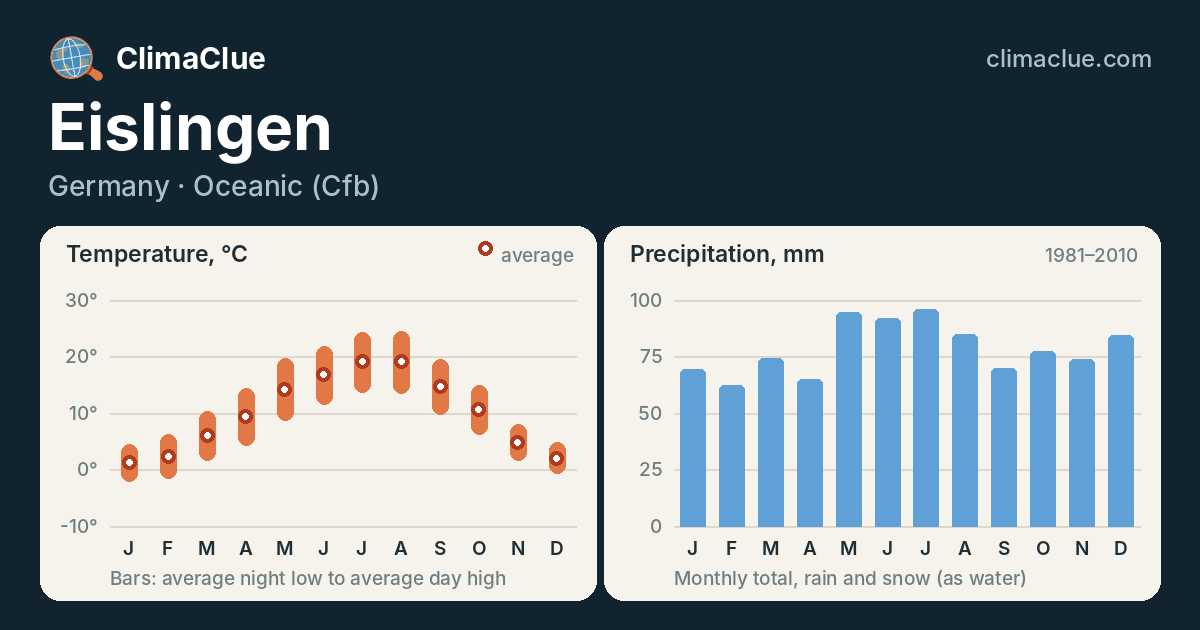 ClimaClue
climaclue.com
Eislingen
Germany · Oceanic (Cfb)
Temperature, °C
average
30°
20°
10°
0°
-10°
J F M A M J J A S O N D
Bars: average night low to average day high
Precipitation, mm
1981–2010
100
75
50
25
0
J F M A M J J A S O N D
Monthly total, rain and snow (as water)